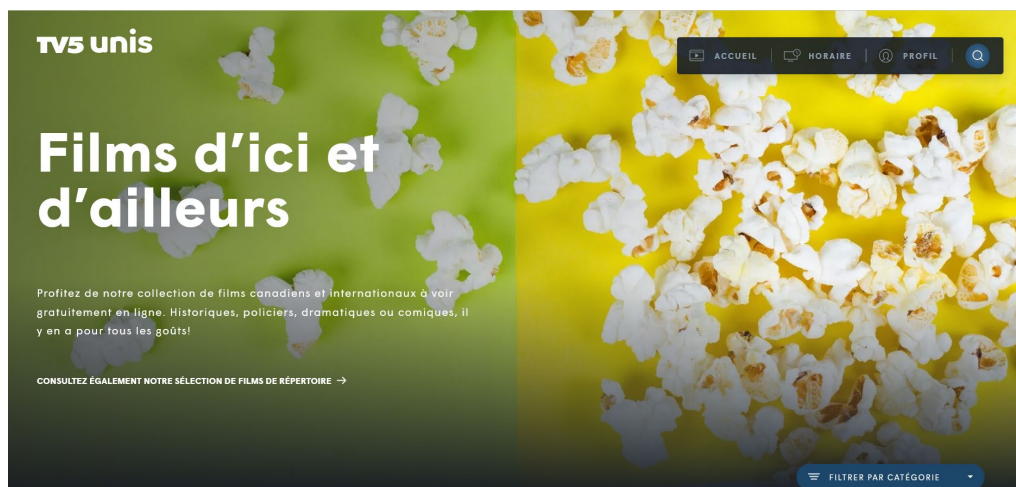 TV5 unis
ACCUEIL
HORAIRE
PROFIL
Films d’ici et
d’ailleurs
Profitez de notre collection de films canadiens et internationaux à voir
gratuitement en ligne. Historiques, policiers, dramatiques ou comiques, il
y en a pour tous les goûts!
CONSULTEZ ÉGALEMENT NOTRE SÉLECTION DE FILMS DE RÉPERTOIRE →
FILTRER PAR CATÉGORIE